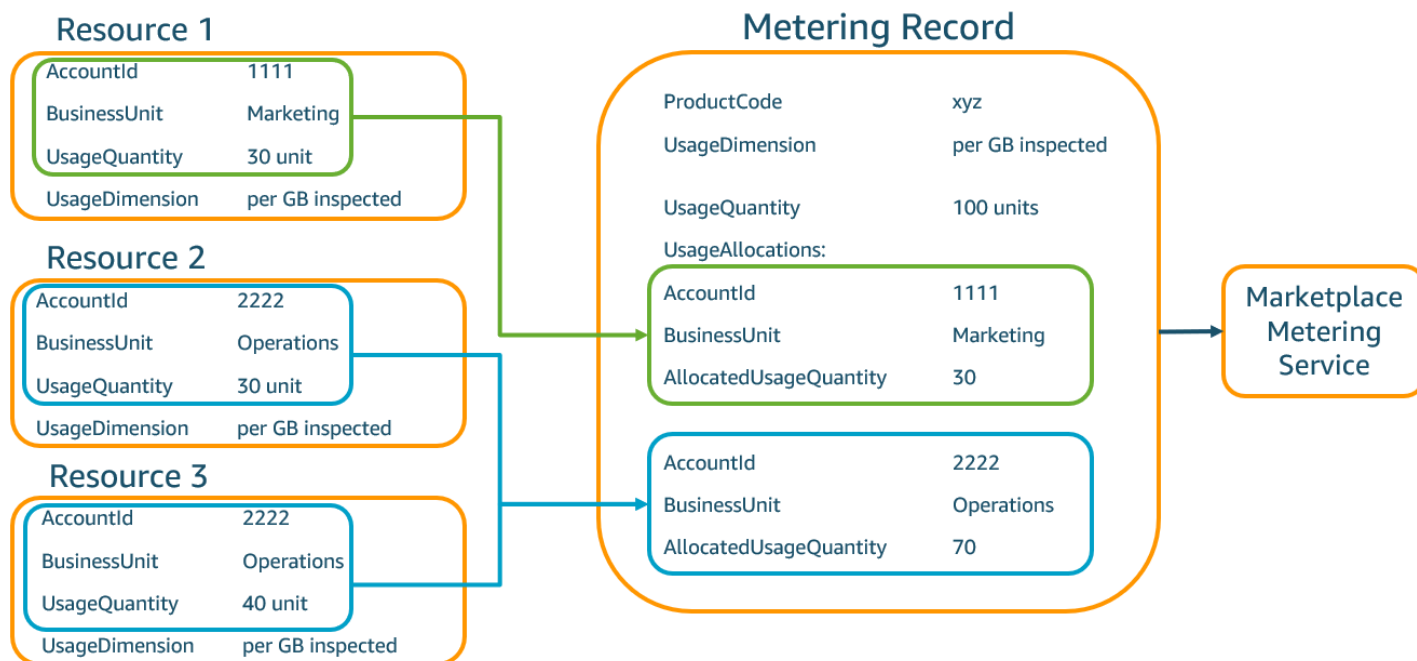 Resource 1
AccountId 1111
BusinessUnit Marketing
UsageQuantity 30 unit
UsageDimension per GB inspected
Resource 2
AccountId 2222
BusinessUnit Operations
UsageQuantity 30 unit
UsageDimension per GB inspected
Resource 3
AccountId 2222
BusinessUnit Operations
UsageQuantity 40 unit
UsageDimension per GB inspected
Metering Record
ProductCode xyz
UsageDimension per GB inspected
UsageQuantity 100 units
UsageAllocations:
AccountId 1111
BusinessUnit Marketing
AllocatedUsageQuantity 30
AccountId 2222
BusinessUnit Operations
AllocatedUsageQuantity 70
Marketplace
Metering
Service